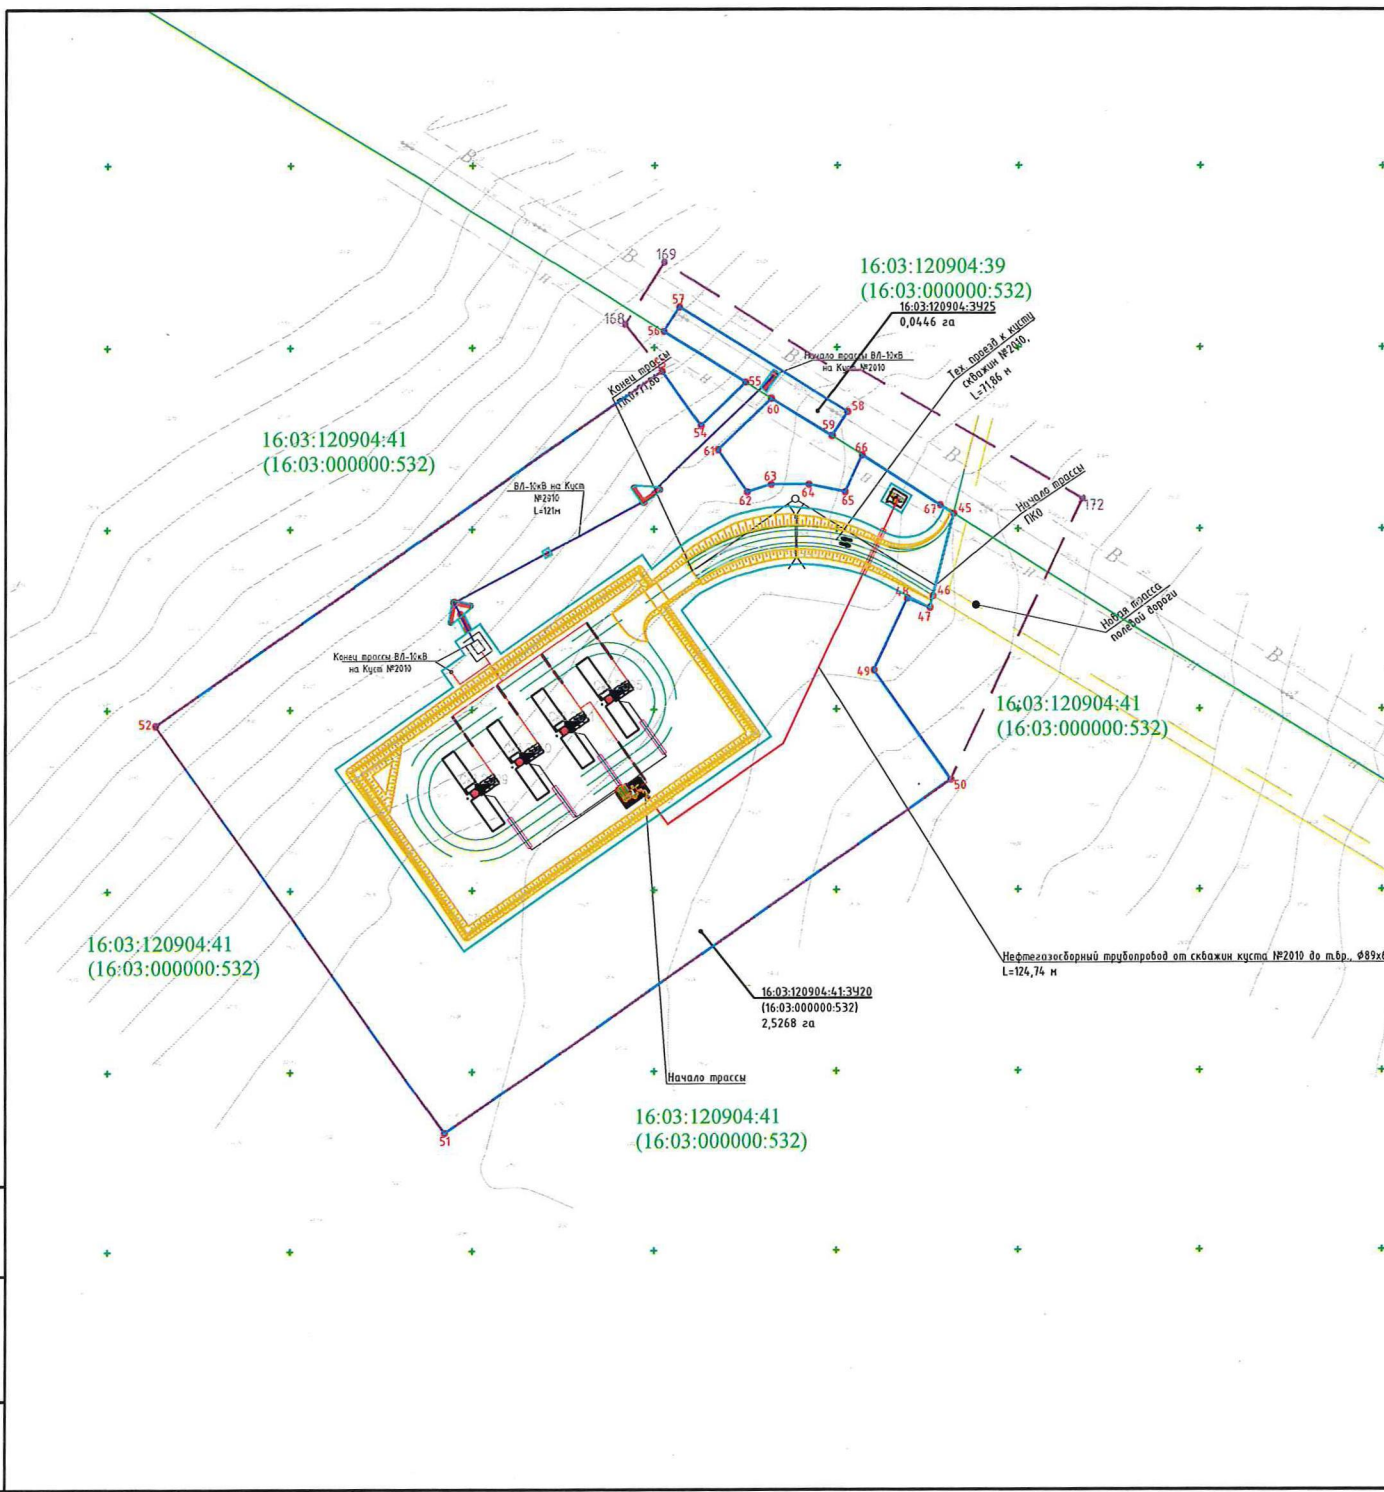 169
16:03:120904:39
(16:03:000000:532)
57
168
56
16:03:120904:ЗУ25
0,0446 га
Тех. проезд к кусту
скважин №2010,
L=71,86 м
Начало трассы ВЛ-10кВ
на Куст №2010
Конец трассы
55
60
58
59
54
16:03:120904:41
(16:03:000000:532)
61
66
63
64
62
65
67
45
172
Начало трассы
ПК0
ВЛ-10кВ на Куст
№2010
L=121м
48
46
47
Новая трасса
полевой дороги
Конец трассы ВЛ-10кВ
на Куст №2010
49
52
16:03:120904:41
(16:03:000000:532)
50
16:03:120904:41
(16:03:000000:532)
Нефтегазосборный трубопровод от скважин куста №2010 до т.вр., Ø89х
L=124,74 м
16:03:120904:41:ЗУ20
(16:03:000000:532)
2,5268 га
Начало трассы
16:03:120904:41
(16:03:000000:532)
51
В
В
В
В
В
В
Н
Н
Н
Н
Н
Н